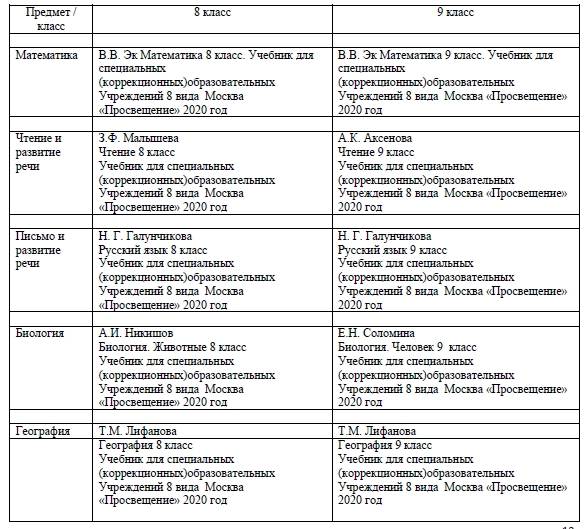 Предмет / класс
8 класс
9 класс
Математика
В.В. Эк Математика 8 класс. Учебник для
специальных
(коррекционных)образовательных
Учреждений 8 вида  Москва
«Просвещение» 2020 год
В.В. Эк Математика 9 класс. Учебник для
специальных
(коррекционных)образовательных
Учреждений 8 вида  Москва «Просвещение»
2020 год
Чтение и
развитие
речи
З.Ф. Малышева
Чтение 8 класс
Учебник для специальных
(коррекционных)образовательных
Учреждений 8 вида  Москва
«Просвещение» 2020 год
А.К. Аксенова
Чтение 9 класс
Учебник для специальных
(коррекционных)образовательных
Учреждений 8 вида  Москва «Просвещение»
2020 год
Письмо и
развитие
речи
Н. Г. Галунчикова
Русский язык 8 класс
Учебник для специальных
(коррекционных)образовательных
Учреждений 8 вида  Москва
«Просвещение» 2020 год
Н. Г. Галунчикова
Русский язык 9 класс
Учебник для специальных
(коррекционных)образовательных
Учреждений 8 вида  Москва «Просвещение»
2020 год
Биология
А.И. Никишов
Биология. Животные 8 класс
Учебник для специальных
(коррекционных)образовательных
Учреждений 8 вида  Москва
«Просвещение» 2020 год
Е.Н. Соломина
Биология. Человек 9  класс
Учебник для специальных
(коррекционных)образовательных
Учреждений 8 вида  Москва «Просвещение»
2020 год
География
Т.М. Лифанова
География 8 класс
Учебник для специальных
(коррекционных)образовательных
Учреждений 8 вида  Москва
«Просвещение» 2020 год
Т.М. Лифанова
География 9 класс
Учебник для специальных
(коррекционных)образовательных
Учреждений 8 вида  Москва «Просвещение»
2020 год